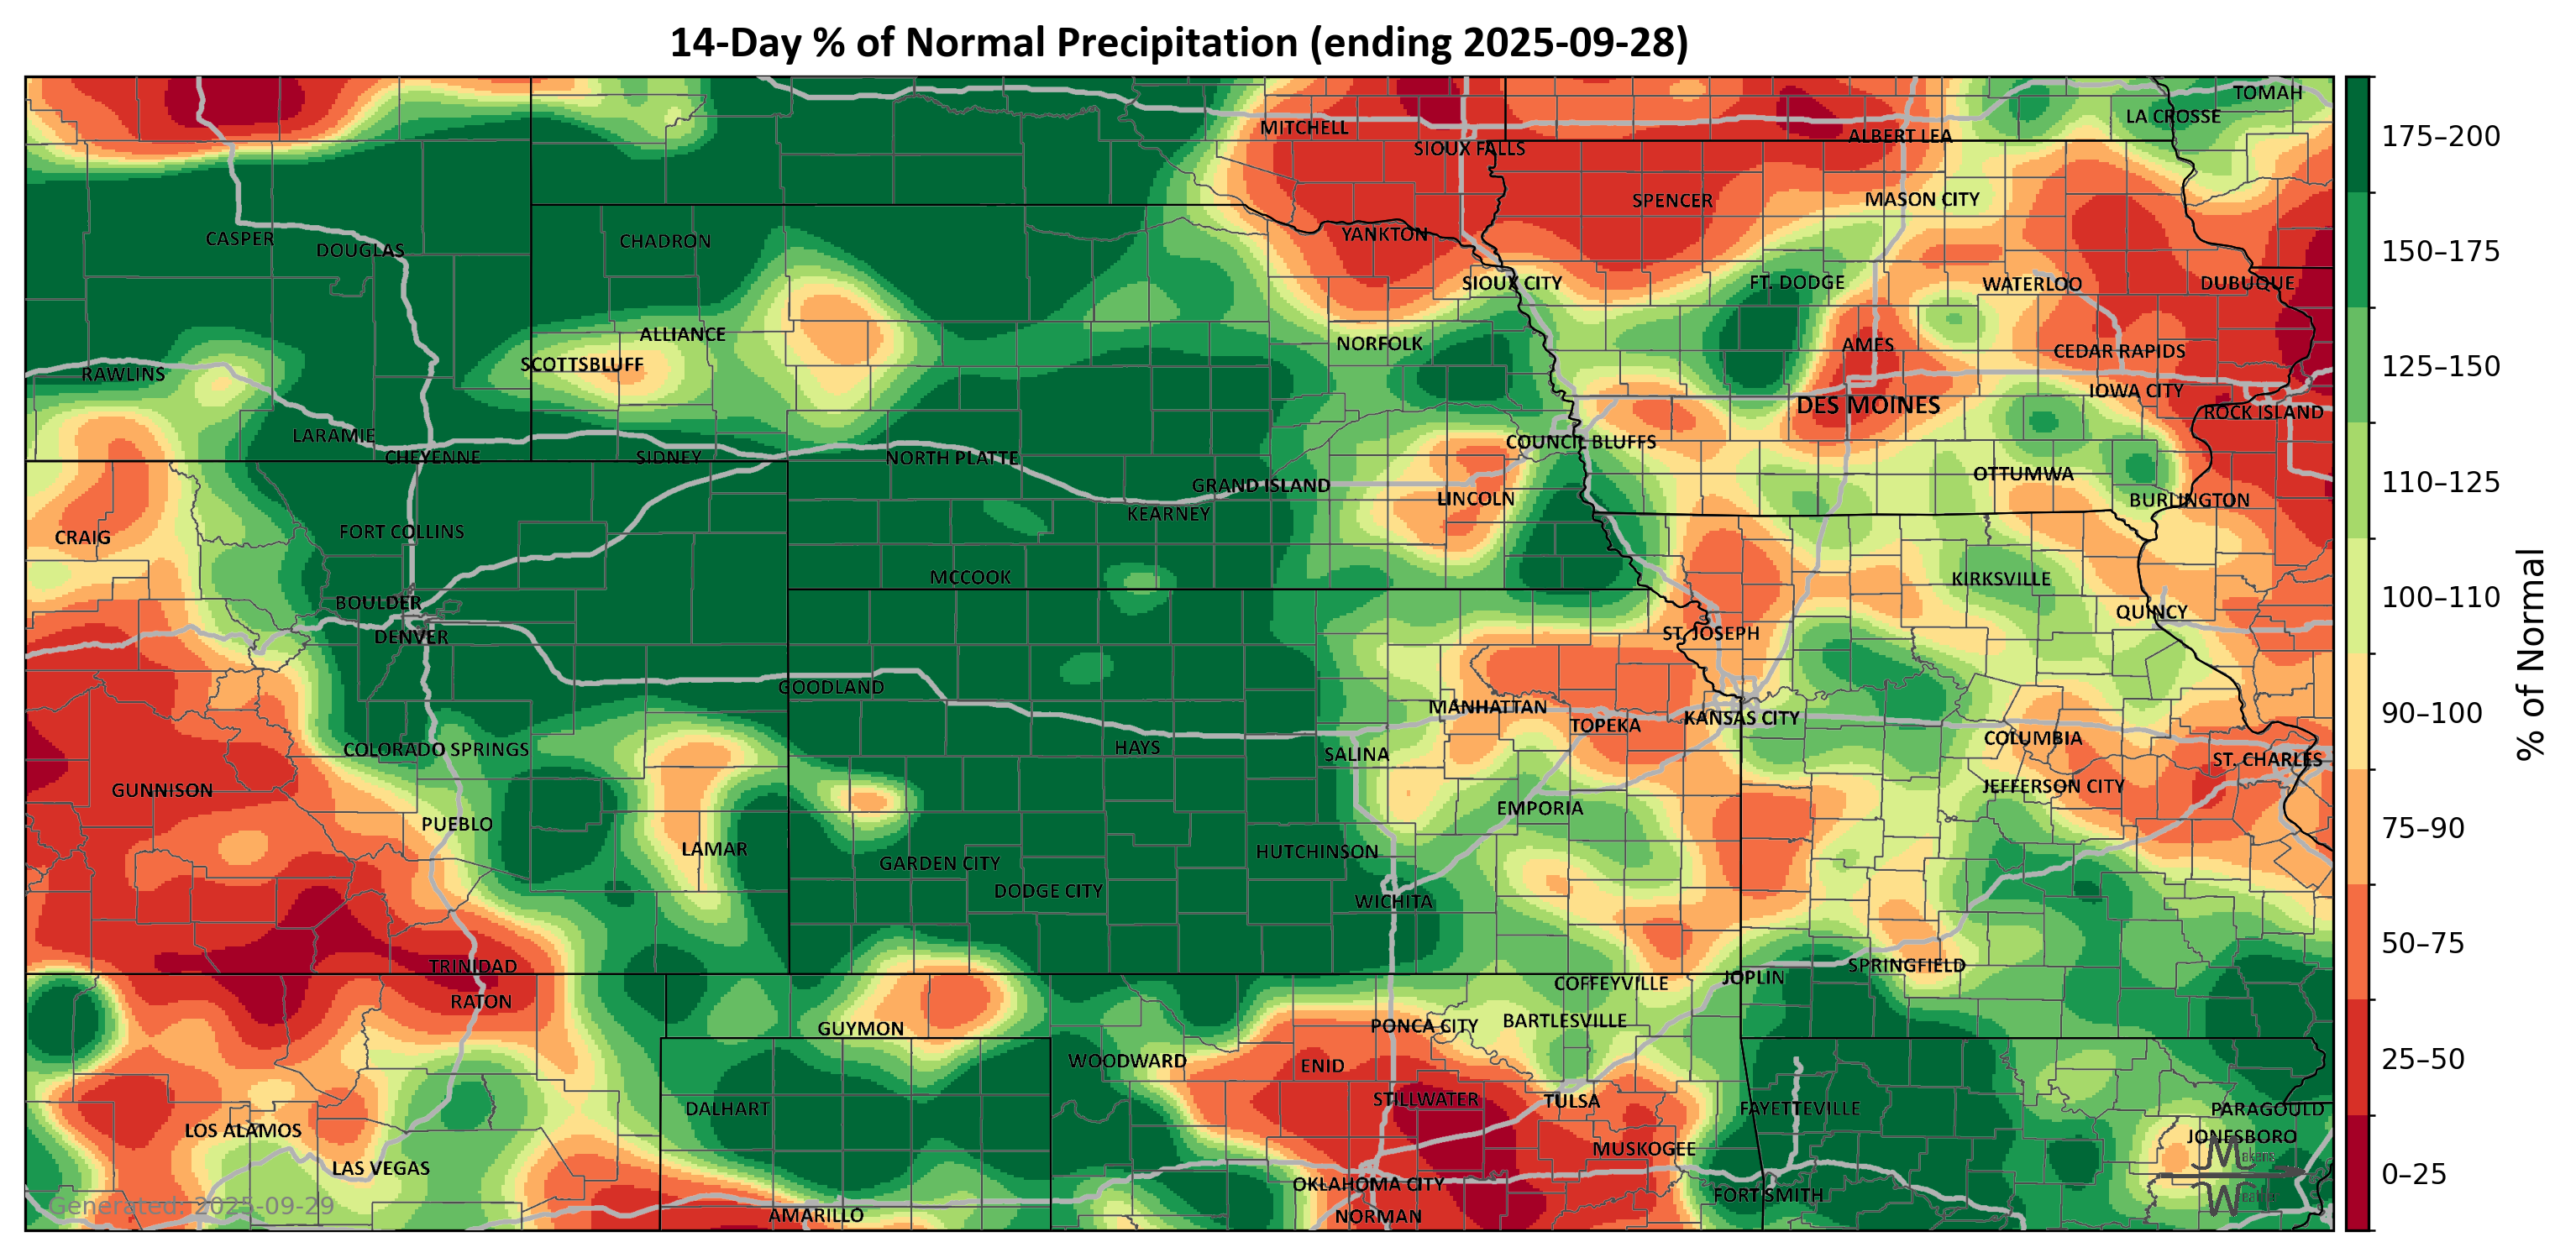 14-Day % of Normal Precipitation (ending 2025-09-28)
TOMAH
LA CROSSE
MITCHELL
ALBERT LEA
SIOUX FALLS
SPENCER
MASON CITY
YANKTON
CASPER
DOUGLAS
CHADRON
SIOUX CITY
FT. DODGE
WATERLOO
DUBUQUE
ALLIANCE
NORFOLK
AMES
CEDAR RAPIDS
SCOTTSBLUFF
RAWLINS
IOWA CITY
DES MOINES
ROCK ISLAND
LARAMIE
COUNCIL BLUFFS
CHEYENNE
SIDNEY
NORTH PLATTE
OTTUMWA
GRAND ISLAND
LINCOLN
BURLINGTON
KEARNEY
FORT COLLINS
CRAIG
MCCOOK
KIRKSVILLE
BOULDER
QUINCY
DENVER
ST. JOSEPH
GOODLAND
MANHATTAN
TOPEKA
KANSAS CITY
COLORADO SPRINGS
HAYS
SALINA
COLUMBIA
ST. CHARLES
GUNNISON
JEFFERSON CITY
EMPORIA
PUEBLO
LAMAR
HUTCHINSON
GARDEN CITY
DODGE CITY
WICHITA
TRINIDAD
SPRINGFIELD
JOPLIN
COFFEYVILLE
RATON
GUYMON
PONCA CITY
BARTLESVILLE
WOODWARD
ENID
STILLWATER
TULSA
DALHART
FAYETTEVILLE
PARAGOULD
LOS ALAMOS
JONESBORO
MUSKOGEE
LAS VEGAS
OKLAHOMA CITY
FORT SMITH
AMARILLO
NORMAN
Generated: 2025-09-29
Makens
175–200
150–175
125–150
110–125
100–110
90–100
75–90
50–75
25–50
0–25
% of Normal